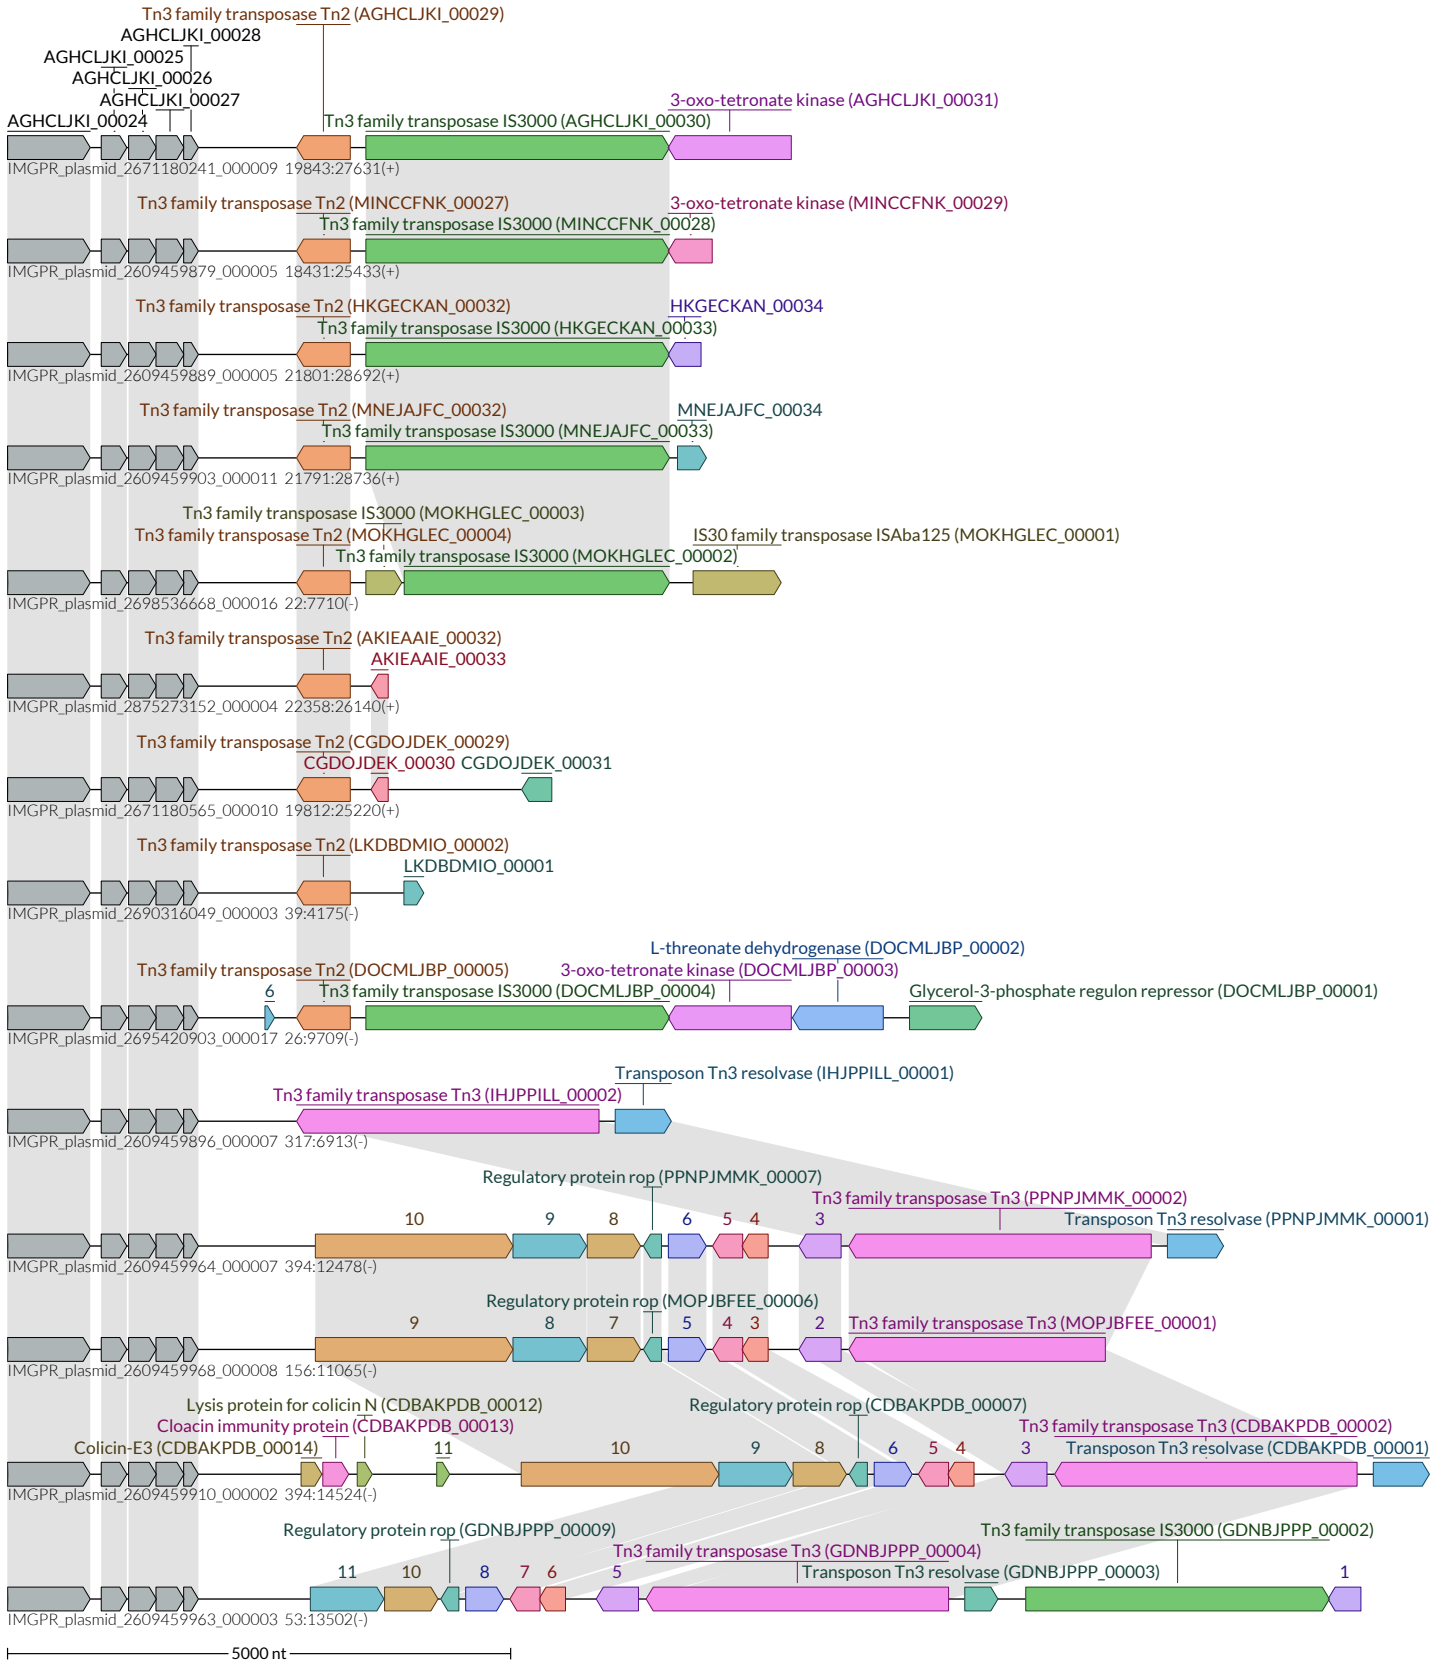 Tn3 family transposase Tn2 (AGHCLJKI_00029)
AGHCLJKI_00028
AGHCLJKI_00025
AGHCLJKI_00026
AGHCLJKI_00027
3-oxo-tetronate kinase (AGHCLJKI_00031)
AGHCLJKI_00024
Tn3 family transposase IS3000 (AGHCLJKI_00030)
IMGPR_plasmid_2671180241_000009 19843:27631(+)
Tn3 family transposase Tn2 (MINCCFNK_00027)
3-oxo-tetronate kinase (MINCCFNK_00029)
Tn3 family transposase IS3000 (MINCCFNK_00028)
IMGPR_plasmid_2609459879_000005 18431:25433(+)
Tn3 family transposase Tn2 (HKGECKAN_00032)
HKGECKAN_00034
Tn3 family transposase IS3000 (HKGECKAN_00033)
IMGPR_plasmid_2609459889_000005 21801:28692(+)
Tn3 family transposase Tn2 (MNEJAJFC_00032)
MNEJAJFC_00034
Tn3 family transposase IS3000 (MNEJAJFC_00033)
IMGPR_plasmid_2609459903_000011 21791:28736(+)
Tn3 family transposase IS3000 (MOKHGLEC_00003)
Tn3 family transposase Tn2 (MOKHGLEC_00004)
IS30 family transposase ISAba125 (MOKHGLEC_00001)
Tn3 family transposase IS3000 (MOKHGLEC_00002)
IMGPR_plasmid_2698536668_000016 22:7710(-)
Tn3 family transposase Tn2 (AKIEAAIE_00032)
AKIEAAIE_00033
IMGPR_plasmid_2875273152_000004 22358:26140(+)
Tn3 family transposase Tn2 (CGDOJDEK_00029)
CGDOJDEK_00030 CGDOJDEK_00031
IMGPR_plasmid_2671180565_000010 19812:25220(+)
Tn3 family transposase Tn2 (LKDBDMIO_00002)
LKDBDMIO_00001
IMGPR_plasmid_2690316049_000003 39:4175(-)
L-threonate dehydrogenase (DOCMLJBP_00002)
Tn3 family transposase Tn2 (DOCMLJBP_00005)
3-oxo-tetronate kinase (DOCMLJBP_00003)
6
Tn3 family transposase IS3000 (DOCMLJBP_00004)
Glycerol-3-phosphate regulon repressor (DOCMLJBP_00001)
IMGPR_plasmid_2695420903_000017 26:9709(-)
Transposon Tn3 resolvase (IHJPPILL_00001)
Tn3 family transposase Tn3 (IHJPPILL_00002)
IMGPR_plasmid_2609459896_000007 317:6913(-)
Regulatory protein rop (PPNPJMMK_00007)
Tn3 family transposase Tn3 (PPNPJMMK_00002)
10 9 8 6 5 4 3 Transposon Tn3 resolvase (PPNPJMMK_00001)
IMGPR_plasmid_2609459964_000007 394:12478(-)
Regulatory protein rop (MOPJBFEE_00006)
9 8 7 5 4 3 2 Tn3 family transposase Tn3 (MOPJBFEE_00001)
IMGPR_plasmid_2609459968_000008 156:11065(-)
Lysis protein for colicin N (CDBAKPDB_00012)
Regulatory protein rop (CDBAKPDB_00007)
Cloacin immunity protein (CDBAKPDB_00013)
Tn3 family transposase Tn3 (CDBAKPDB_00002)
Colicin-E3 (CDBAKPDB_00014) 11 10 9 8 6 5 4 3 Transposon Tn3 resolvase (CDBAKPDB_00001)
IMGPR_plasmid_2609459910_000002 394:14524(-)
Regulatory protein rop (GDNBJPPP_00009)
Tn3 family transposase IS3000 (GDNBJPPP_00002)
Tn3 family transposase Tn3 (GDNBJPPP_00004)
11 10 8 7 6 5 Transposon Tn3 resolvase (GDNBJPPP_00003) 1
IMGPR_plasmid_2609459963_000003 53:13502(-)
5000 nt